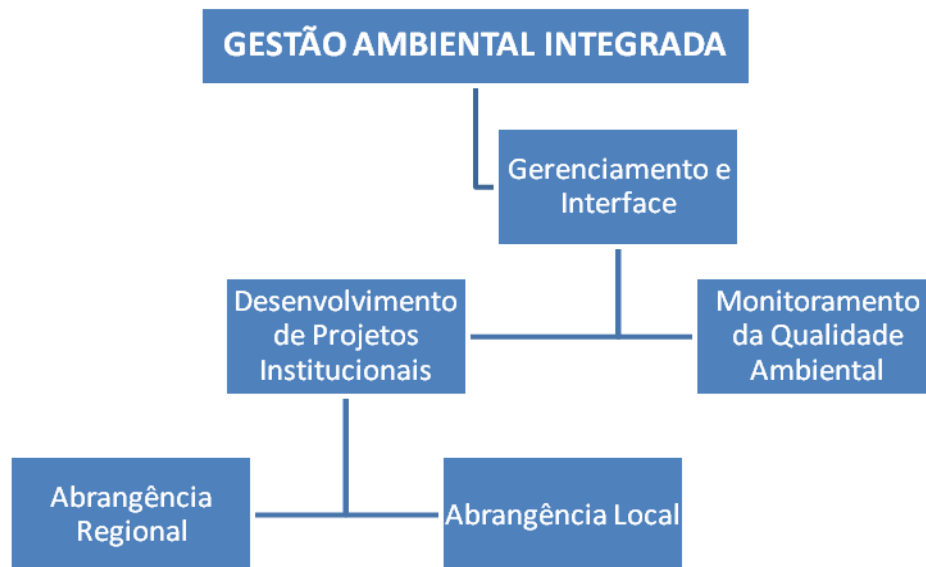 GESTÃO AMBIENTAL INTEGRADA
Gerenciamento e
Interface
Desenvolvimento
de Projetos
Institucionais
Monitoramento
da Qualidade
Ambiental
Abrangência
Regional
Abrangência Local